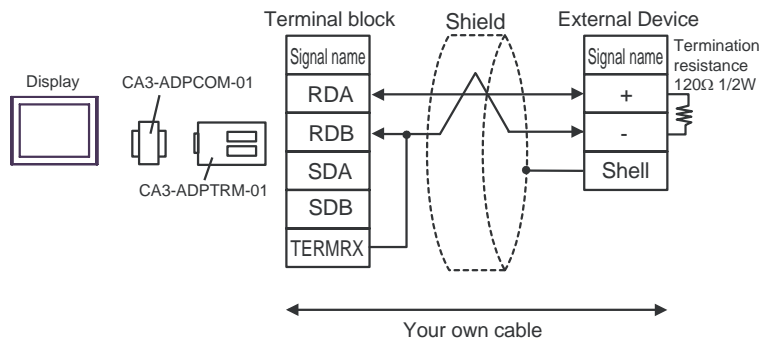 Terminal block
Shield
External Device
Display
CA3-ADPCOM-01
CA3-ADPTRM-01
Signal name
RDA
RDB
SDA
SDB
TERMRX
Signal name
+
-
Shell
Termination
resistance
120Ω 1/2W
Your own cable